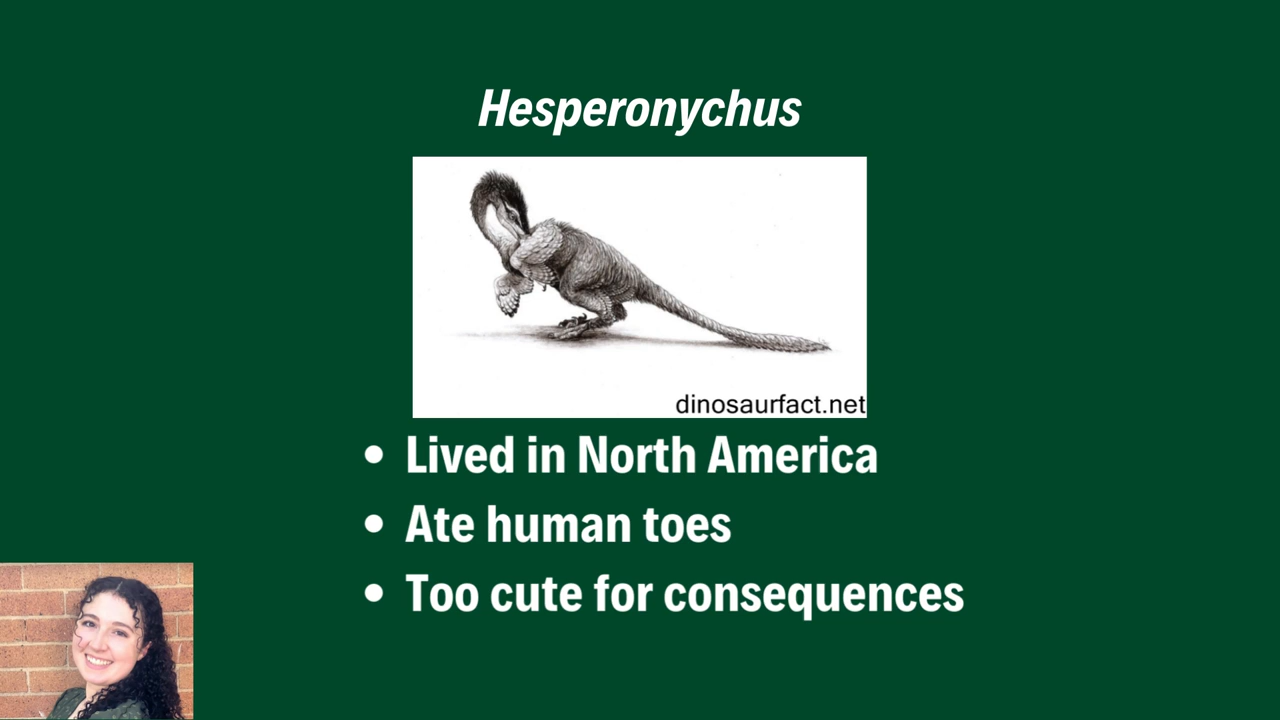 Hesperonychus
dinosaurfact.net
• Lived in North America
• Ate human toes
• Too cute for consequences